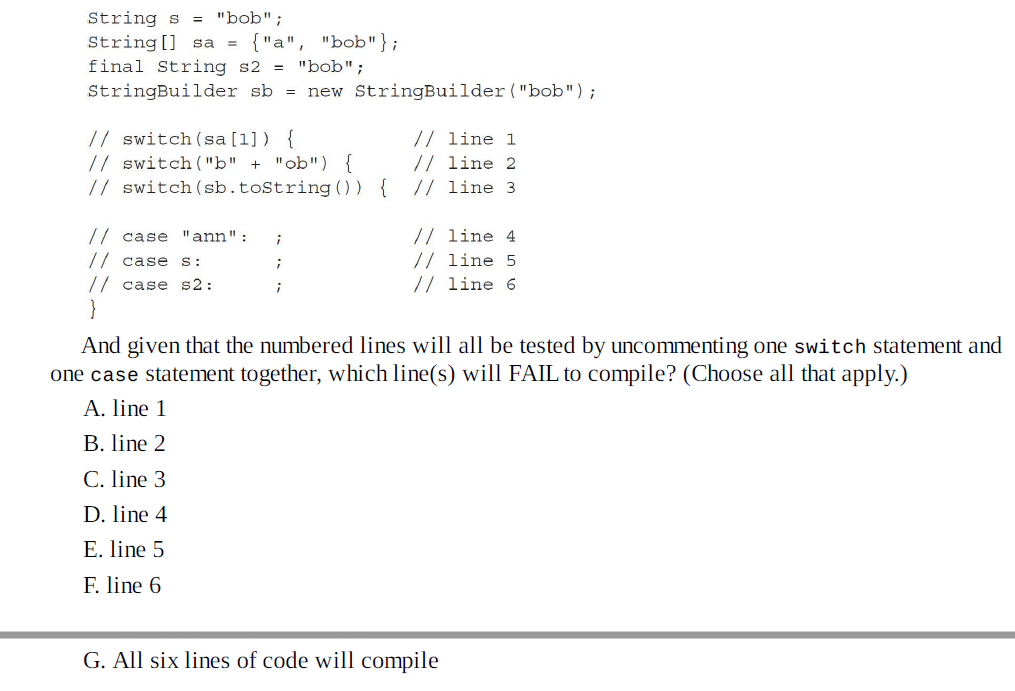 String s = "bob";
String[] sa = {"a", "bob"};
final String s2 = "bob";
StringBuilder sb = new StringBuilder("bob");
// switch(sa[1]) { // line 1
// switch("b" + "ob") { // line 2
// switch(sb.toString()) { // line 3
// case "ann": ; // line 4
// case s: ; // line 5
// case s2: ; // line 6
}
And given that the numbered lines will all be tested by uncommenting one switch statement and
one case statement together, which line(s) will FAIL to compile? (Choose all that apply.)
A. line 1
B. line 2
C. line 3
D. line 4
E. line 5
F. line 6
G. All six lines of code will compile